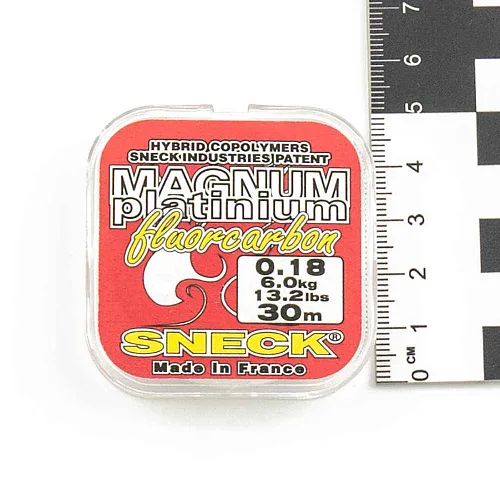 HYBRID COPOLYMERS
SNECK INDUSTRIES PATENT
MAGNUM
platinium
fluorcarbon
0.18
6.0kg
13.2lbs
30m
SNECK®
Made In France
7
6
5
4
3
2
1
0 CM